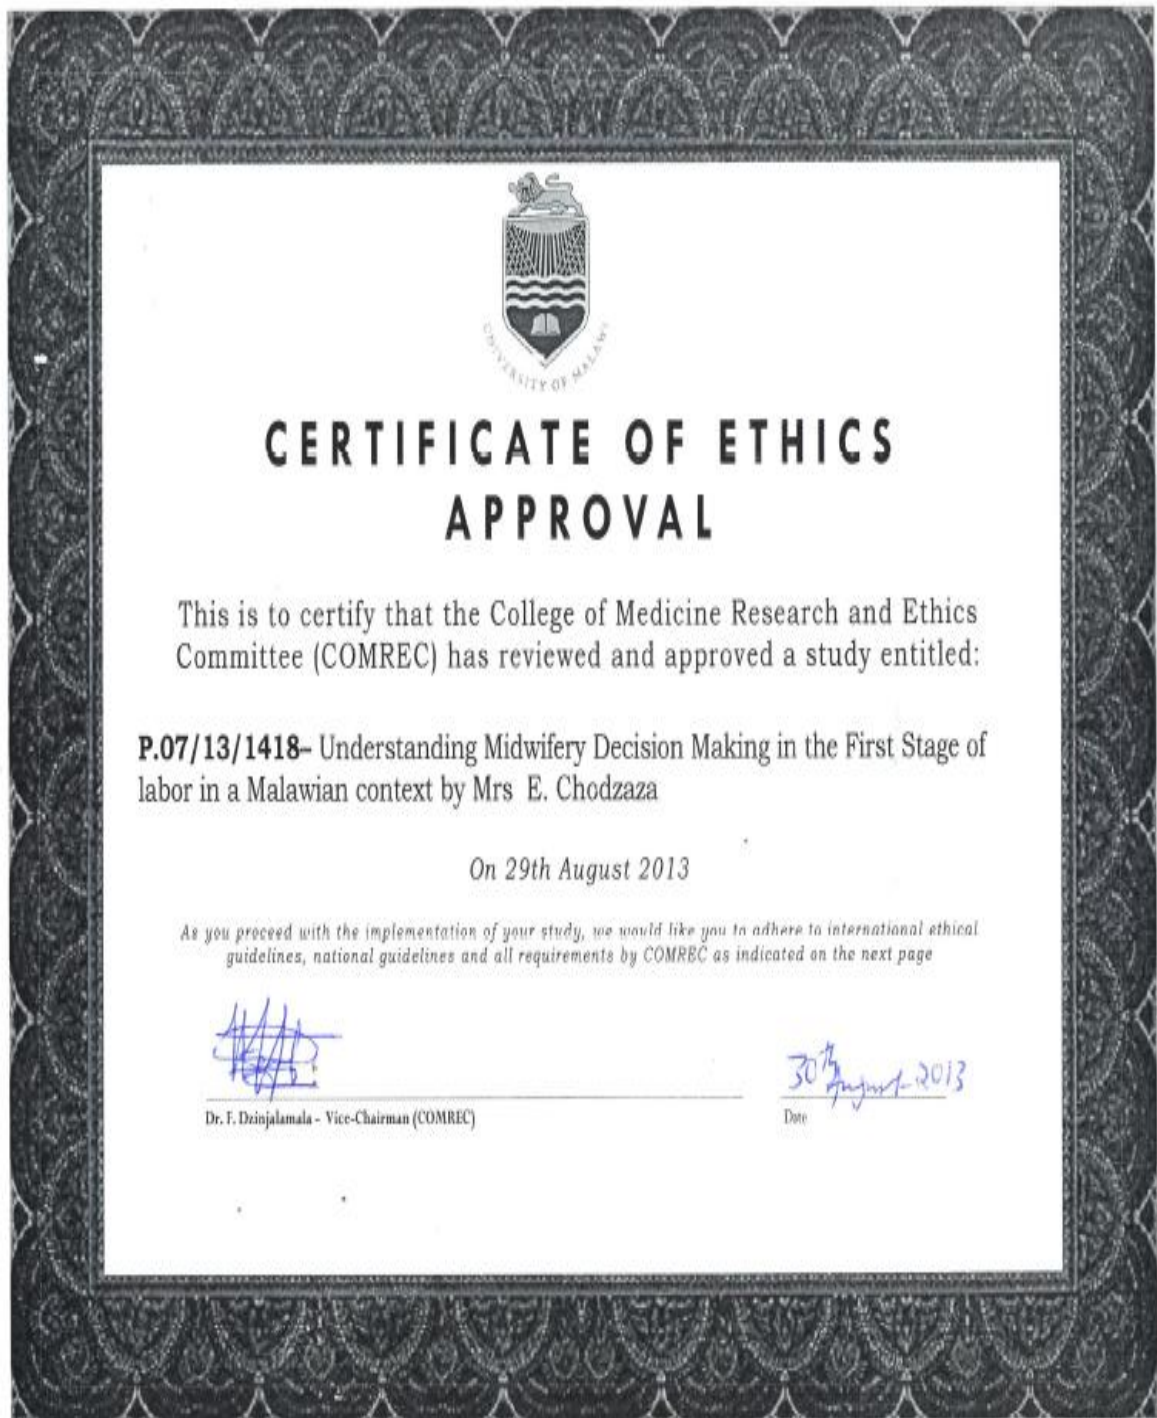 UNIVERSITY OF MALAWI
CERTIFICATE OF ETHICS
APPROVAL
This is to certify that the College of Medicine Research and Ethics
Committee (COMREC) has reviewed and approved a study entitled:
P.07/13/1418– Understanding Midwifery Decision Making in the First Stage of
labor in a Malawian context by Mrs E. Chodzaza
On 29th August 2013
As you proceed with the implementation of your study, we would like you to adhere to international ethical
guidelines, national guidelines and all requirements by COMREC as indicated on the next page
30th August 2013
Dr. F. Dzinjalamala – Vice-Chairman (COMREC)
Date